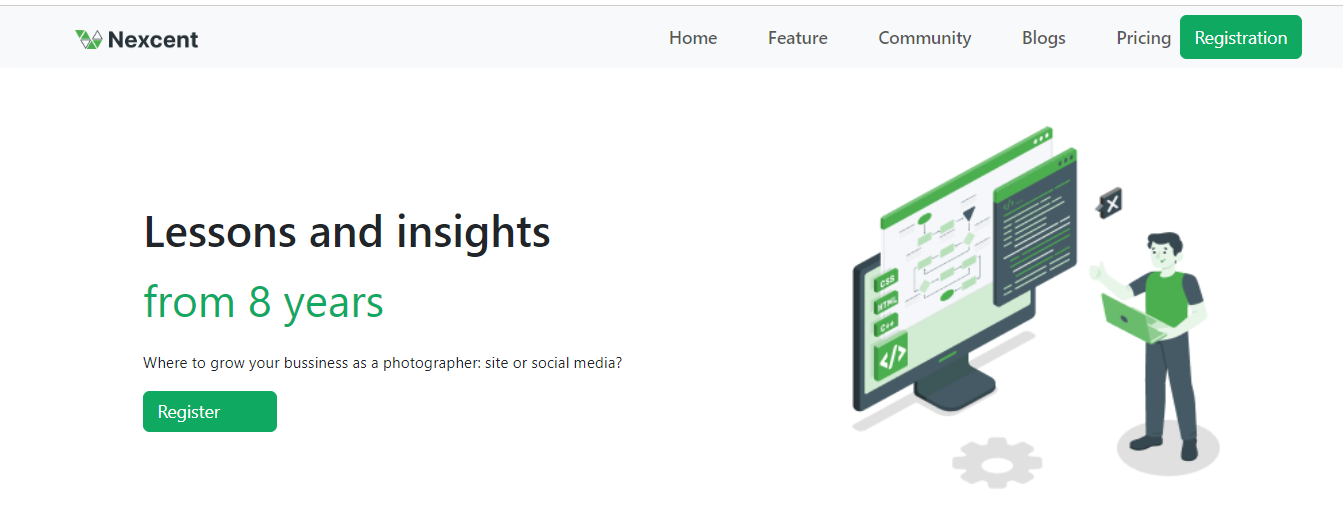 Nexcent
Home Feature Community Blogs Pricing Registration
Lessons and insights
from 8 years
Where to grow your bussiness as a photographer: site or social media?
Register
CSS
HTML
C++
</>